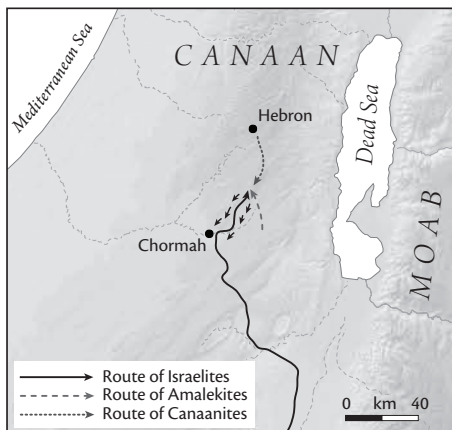 Mediterranean Sea
CANAAN
Hebron
Dead Sea
Chormah
MOAB
Route of Israelites
Route of Amalekites
Route of Canaanites
0 km 40